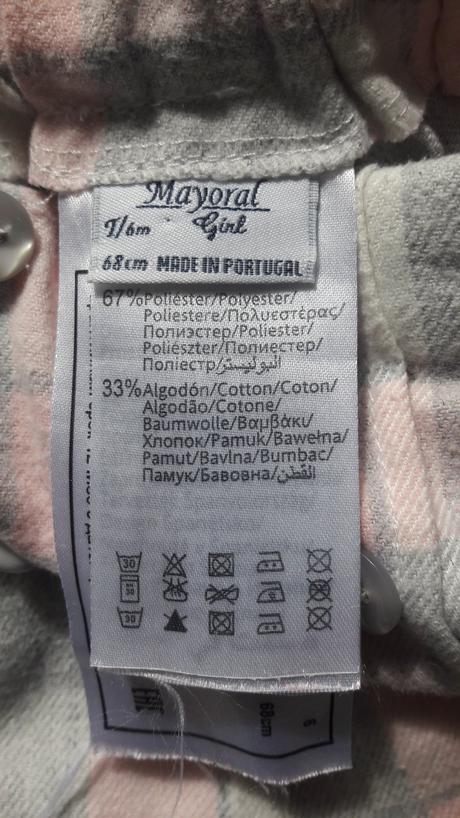 Mayoral
T/6m Girl
68cm MADE IN PORTUGAL
67%Poliéster/Polyester/
Poliestere/Πολυεστέρας/
Полиэстер/Poliester/
Poliészter/Полиестер/
Поліестр/البوليستر
33%Algodón/Cotton/Coton/
Algodão/Cotone/
Baumwolle/Βαμβάκι/
Хлопок/Pamuk/Bawełna/
Pamut/Bavlna/Bumbac/
Памук/Бавовна/القطن
30
30
30
68cm
6